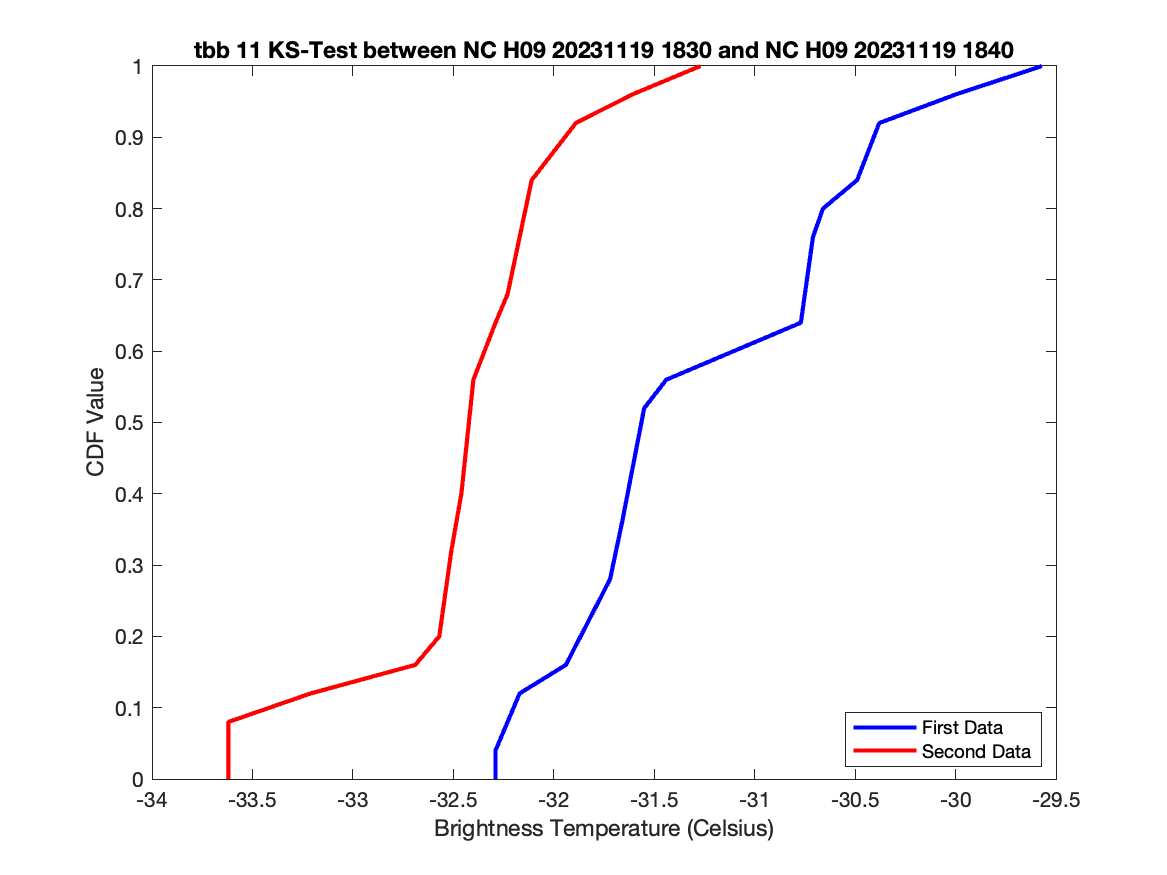 tbb 11 KS-Test between NC H09 20231119 1830 and NC H09 20231119 1840
1
0.9
0.8
0.7
0.6
0.5
0.4
0.3
0.2
0.1
0
CDF Value
First Data
Second Data
-34 -33.5 -33 -32.5 -32 -31.5 -31 -30.5 -30 -29.5
Brightness Temperature (Celsius)